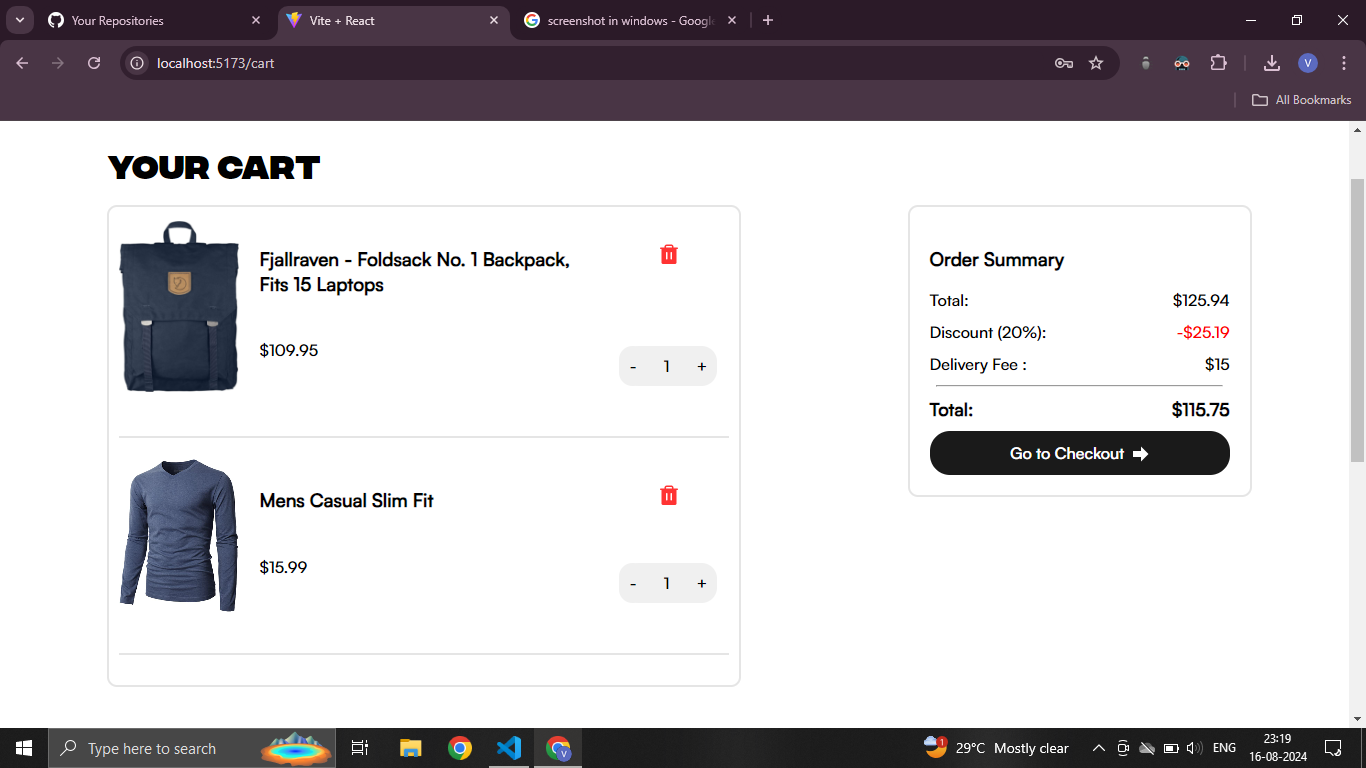 Your Repositories
Vite + React
screenshot in windows - Google
localhost:5173/cart
All Bookmarks
YOUR CART
Fjallraven - Foldsack No. 1 Backpack,
Fits 15 Laptops
$109.95
- 1 +
Mens Casual Slim Fit
$15.99
- 1 +
Order Summary
Total: $125.94
Discount (20%): -$25.19
Delivery Fee : $15
Total: $115.75
Go to Checkout
Type here to search
1
29°C Mostly clear
ENG
23:19
16-08-2024
V
V